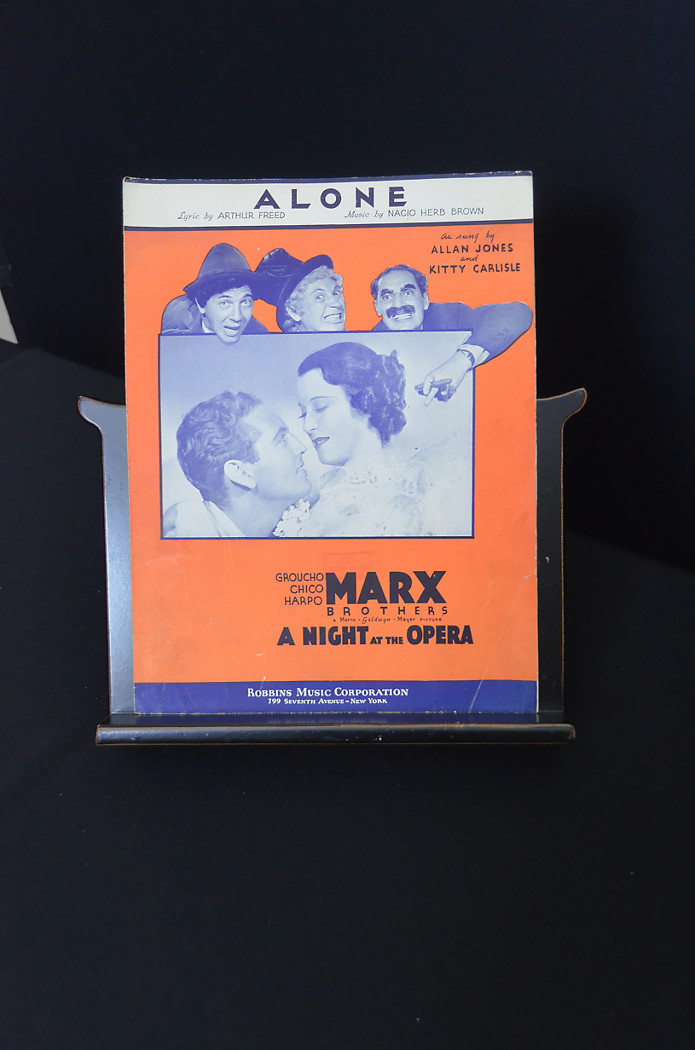 ALONE
Lyric by ARTHUR FREED Music by NACIO HERB BROWN
as sung by
ALLAN JONES
and
KITTY CARLISLE
GROUCHO
CHICO
HARPO
MARX
BROTHERS
A Metro-Goldwyn-Mayer PICTURE
A NIGHT AT THE OPERA
ROBBINS MUSIC CORPORATION
799 SEVENTH AVENUE - NEW YORK